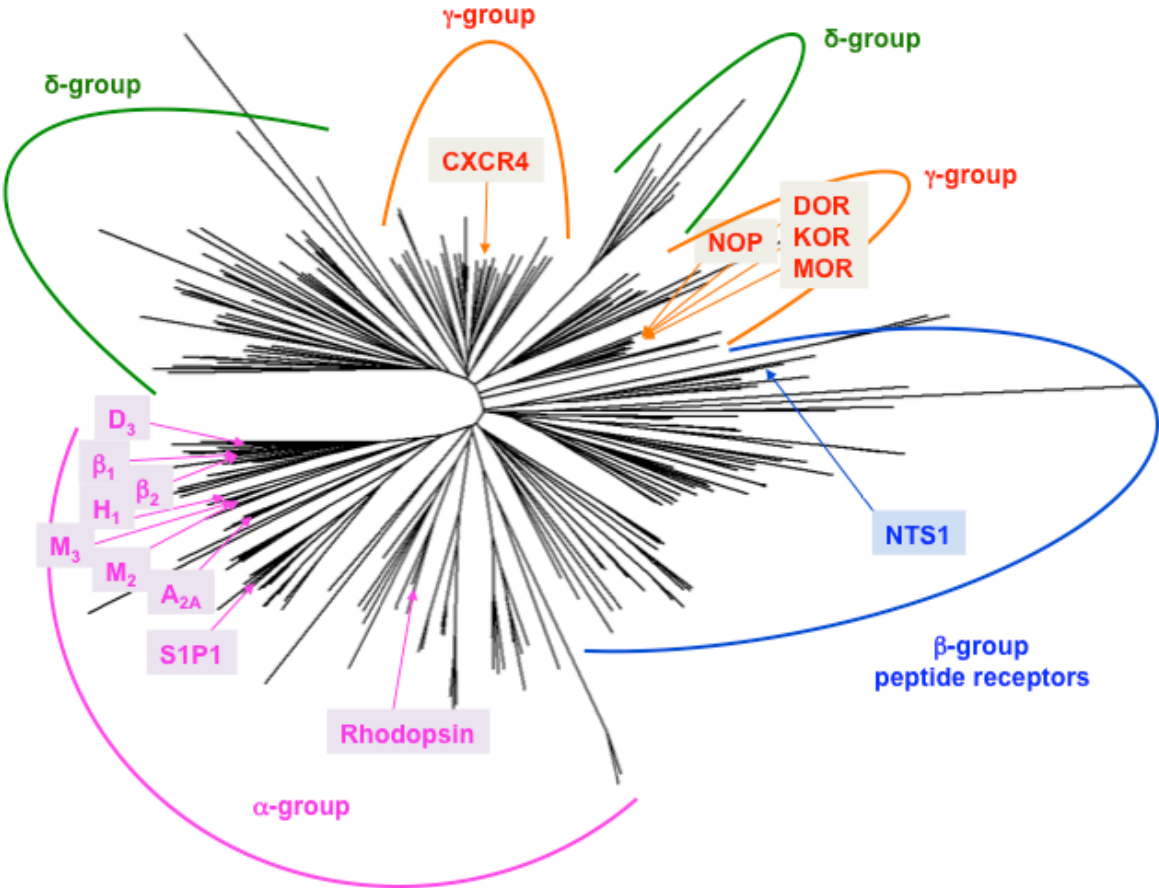 γ-group
δ-group
δ-group
CXCR4
γ-group
DOR
NOP
KOR
MOR
D₃
β₁
β₂
H₁
M₃
M₂
A₂A
S1P1
NTS1
Rhodopsin
β-group
peptide receptors
α-group